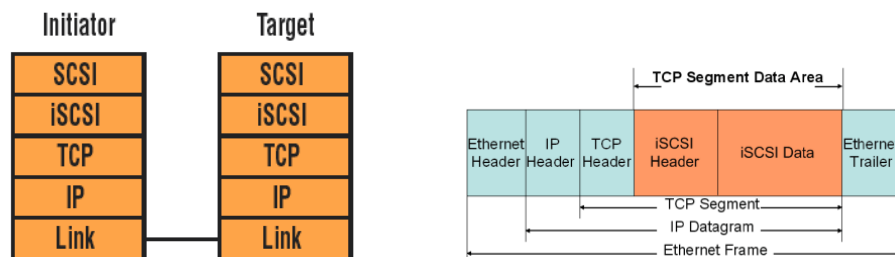 Initiator
SCSI
iSCSI
TCP
IP
Link
Target
SCSI
iSCSI
TCP
IP
Link
TCP Segment Data Area
Ethernet
Header
IP
Header
TCP
Header
iSCSI
Header
iSCSI Data
Etherne
Trailer
TCP Segment
IP Datagram
Ethernet Frame